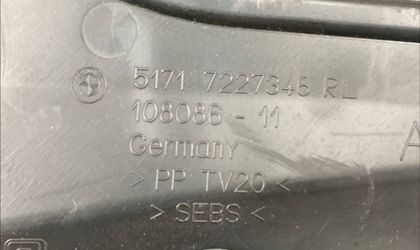 5171 7227346 RL
108086 - 11
Germany
> PP TV20 <
> SEBS <